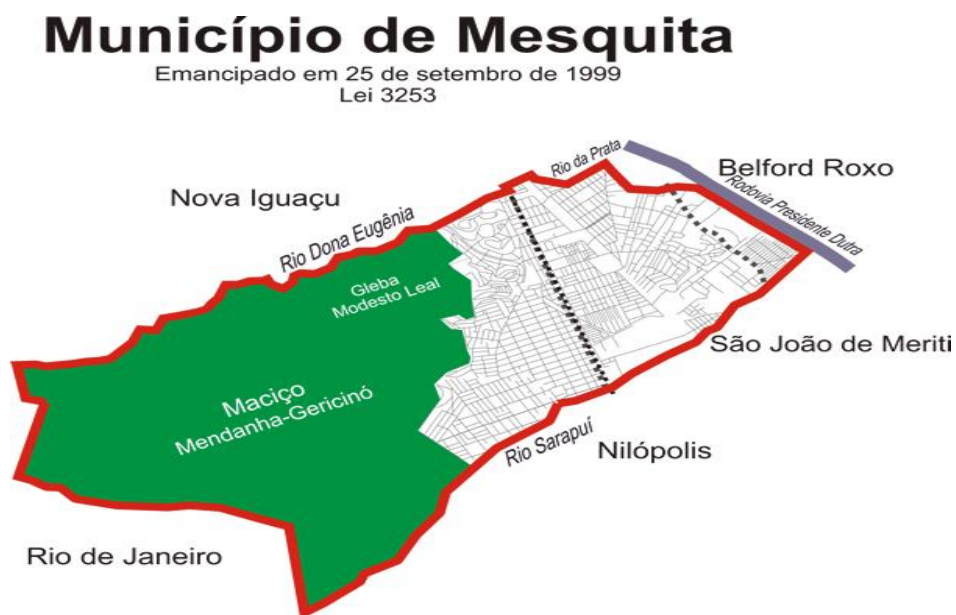 Município de Mesquita
Emancipado em 25 de setembro de 1999
Lei 3253
Rio da Prata
Belford Roxo
Nova Iguaçu
Rodovia Presidente Dutra
Rio Dona Eugênia
Gleba
Modesto Leal
São João de Meriti
Maciço
Mendanha-Gericinó
Rio Sarapuí
Nilópolis
Rio de Janeiro